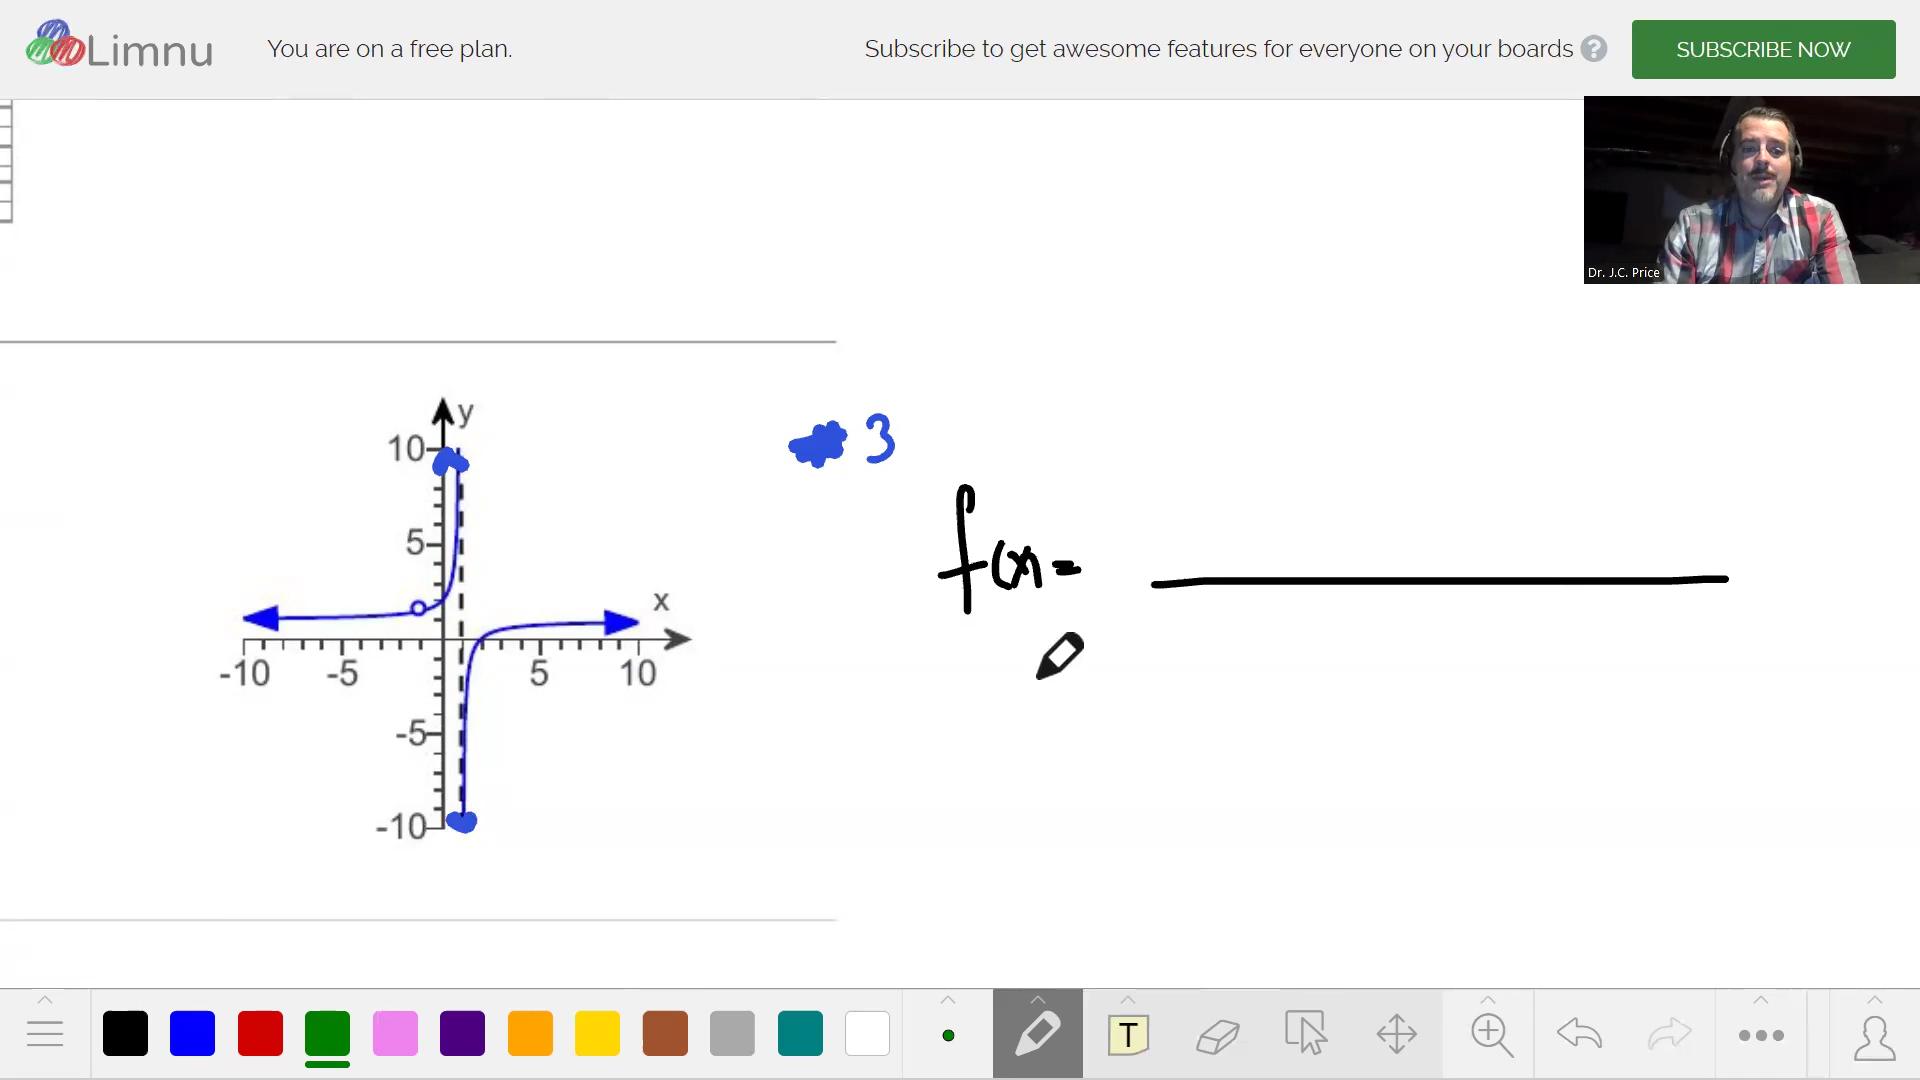 Limnu
You are on a free plan.
Subscribe to get awesome features for everyone on your boards ?
SUBSCRIBE NOW
Dr. J.C. Price
y
10
3
5
f(x) =
x
-10 -5 5 10
-5
-10
T